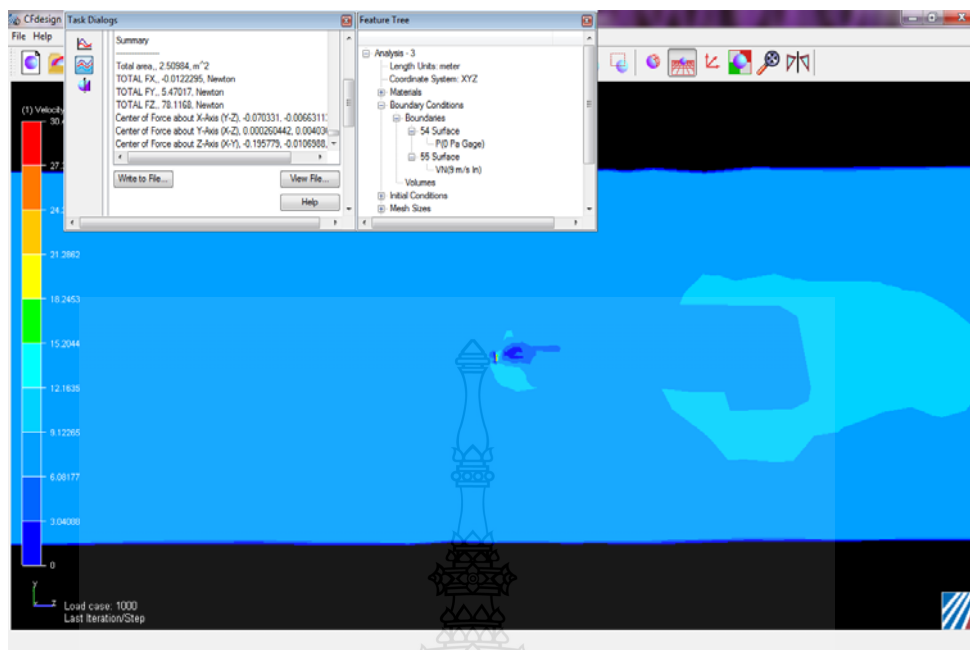 CFdesign
File Help
Task Dialogs
Summary
Total area,, 2.50984, m^2
TOTAL FX,, -0.0122295, Newton
TOTAL FY,, 5.47017, Newton
TOTAL FZ,, 78.1168, Newton
Center of Force about X-Axis (Y-Z), -0.070331, -0.0066311
Center of Force about Y-Axis (X-Z), 0.000260442, 0.00403
Center of Force about Z-Axis (X-Y), -0.195779, -0.0106988,
Write to File...
View File...
Help
Feature Tree
Analysis - 3
Length Units: meter
Coordinate System: XYZ
Materials
Boundary Conditions
Boundaries
54 Surface
P(0 Pa Gage)
55 Surface
VN(9 m/s In)
Volumes
Initial Conditions
Mesh Sizes
(1) Velocity
30.
27.
24.
21.2862
18.2453
15.2044
12.1635
9.12265
6.08177
3.04088
0
Y
Z
Load case: 1000
Last Iteration/Step